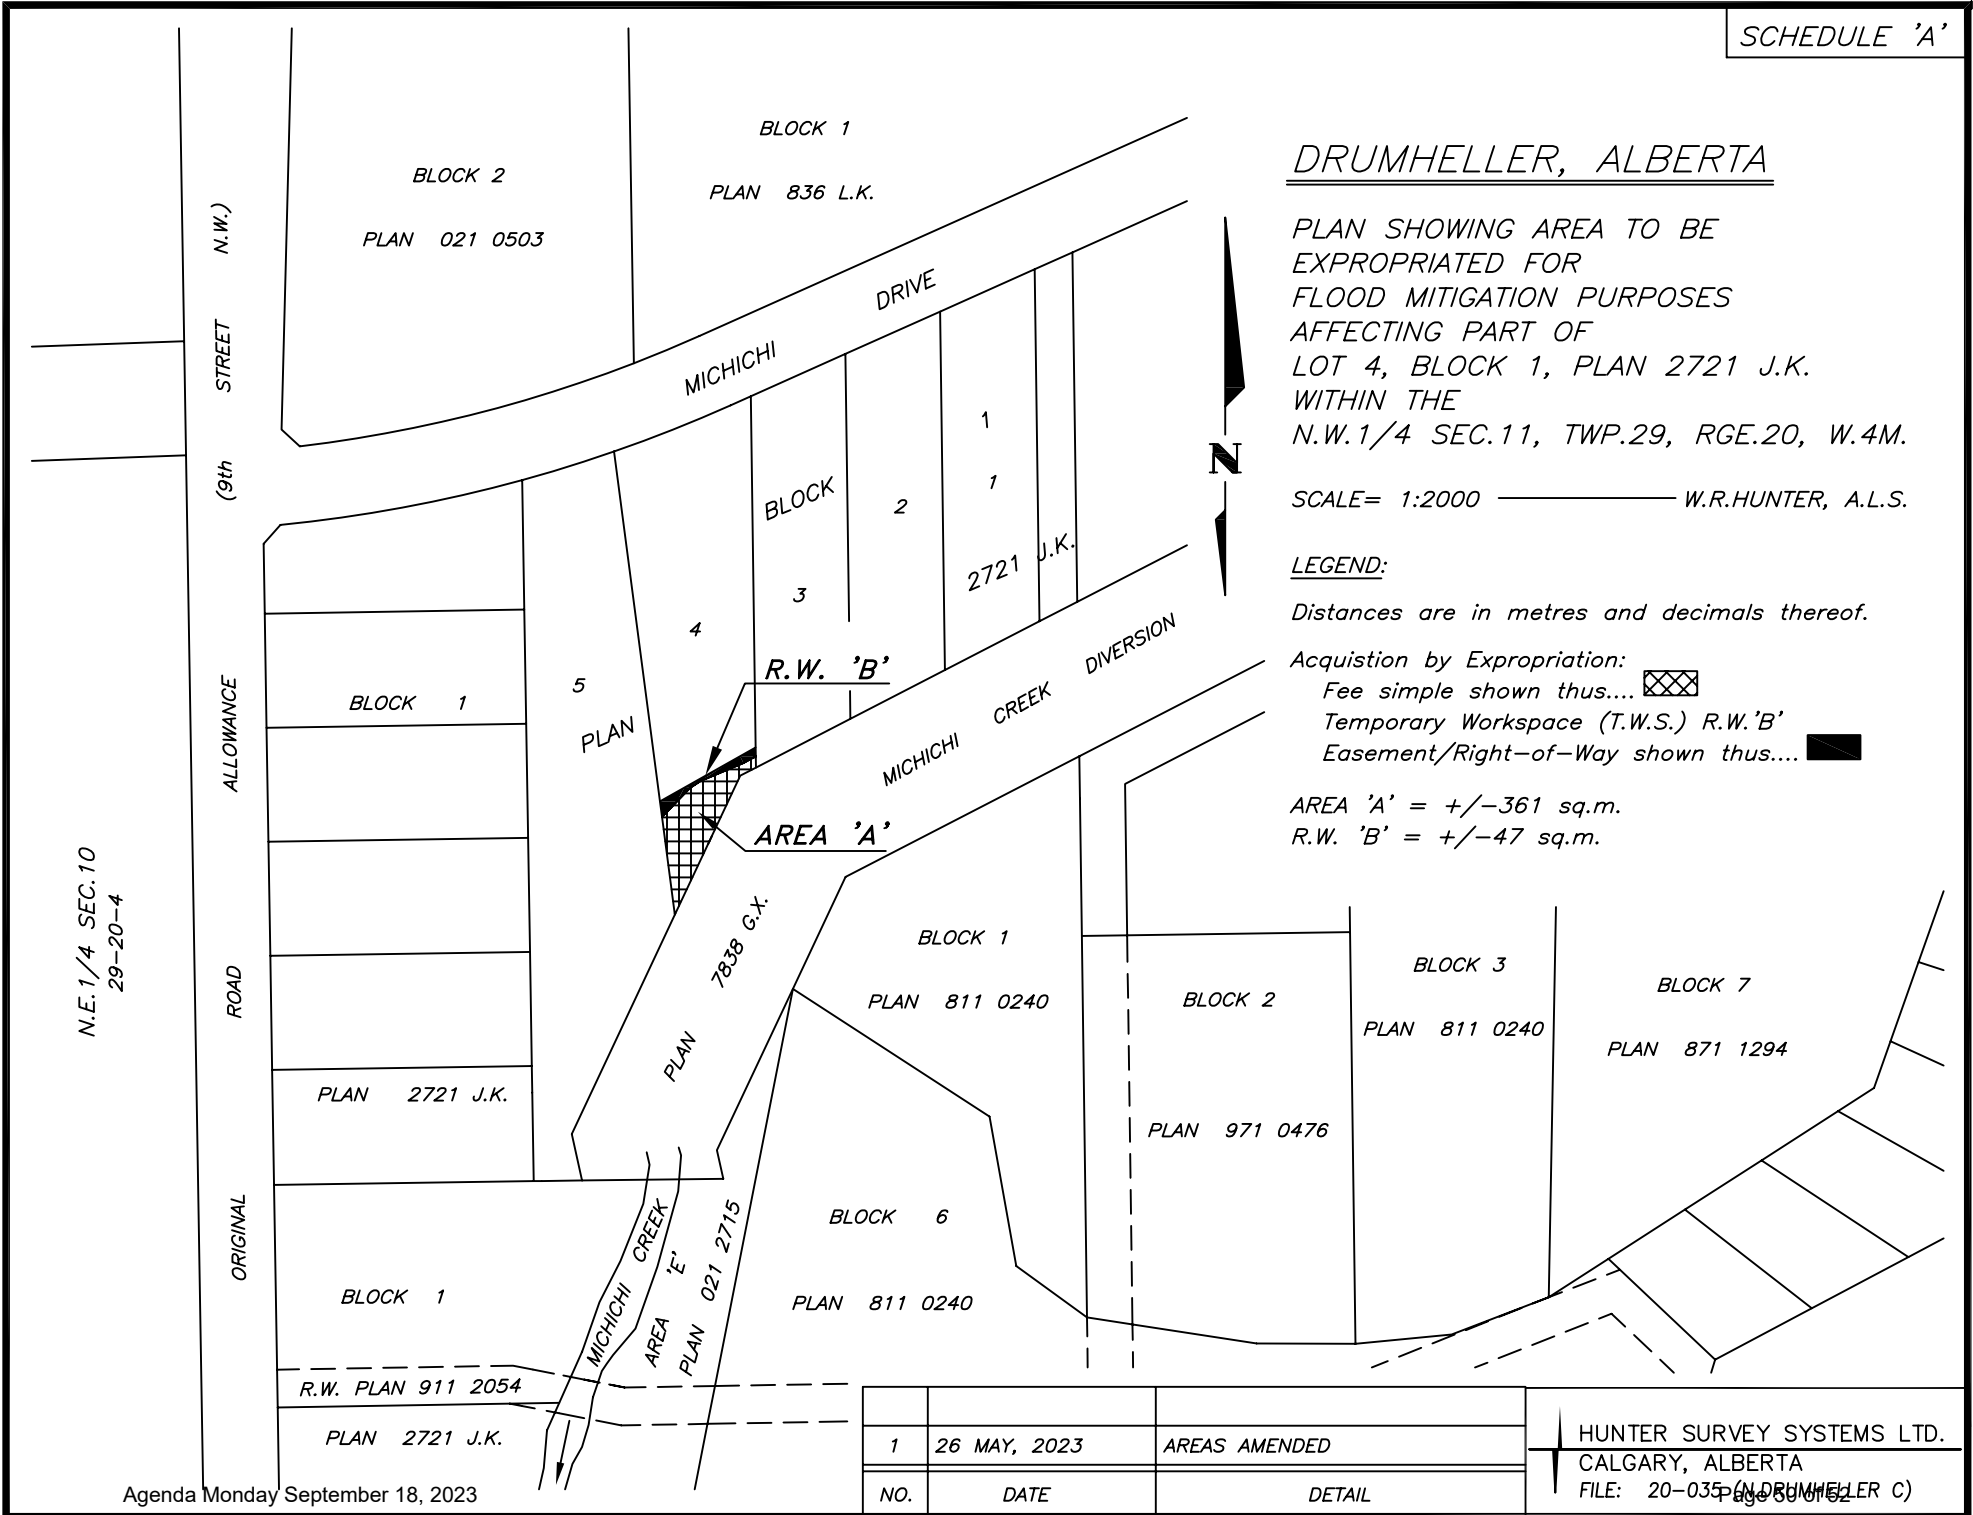 SCHEDULE 'A'
DRUMHELLER, ALBERTA
PLAN SHOWING AREA TO BE
EXPROPRIATED FOR
FLOOD MITIGATION PURPOSES
AFFECTING PART OF
LOT 4, BLOCK 1, PLAN 2721 J.K.
WITHIN THE
N.W.1/4 SEC.11, TWP.29, RGE.20, W.4M.
SCALE= 1:2000 W.R.HUNTER, A.L.S.
LEGEND:
Distances are in metres and decimals thereof.
Acquistion by Expropriation:
Fee simple shown thus....
Temporary Workspace (T.W.S.) R.W.'B'
Easement/Right-of-Way shown thus....
AREA 'A' = +/-361 sq.m.
R.W. 'B' = +/-47 sq.m.
N
BLOCK 2
PLAN 021 0503
BLOCK 1
PLAN 836 L.K.
MICHICHI DRIVE
ORIGINAL ROAD ALLOWANCE (9th STREET N.W.)
N.E.1/4 SEC.10
29-20-4
BLOCK 1
PLAN 2721 J.K.
5
4
3
2
1
1
PLAN BLOCK
2721 J.K.
R.W. 'B'
AREA 'A'
MICHICHI CREEK DIVERSION
PLAN 7838 G.X.
BLOCK 1
PLAN 811 0240
BLOCK 2
PLAN 971 0476
BLOCK 3
PLAN 811 0240
BLOCK 7
PLAN 871 1294
BLOCK 6
PLAN 811 0240
MICHICHI CREEK
AREA 'E'
PLAN 021 2715
BLOCK 1
R.W. PLAN 911 2054
PLAN 2721 J.K.
1 26 MAY, 2023 AREAS AMENDED
NO. DATE DETAIL
HUNTER SURVEY SYSTEMS LTD.
CALGARY, ALBERTA
FILE: 20-035 (N.DRUMHELLER C)
Agenda Monday September 18, 2023
Page 50 of 52